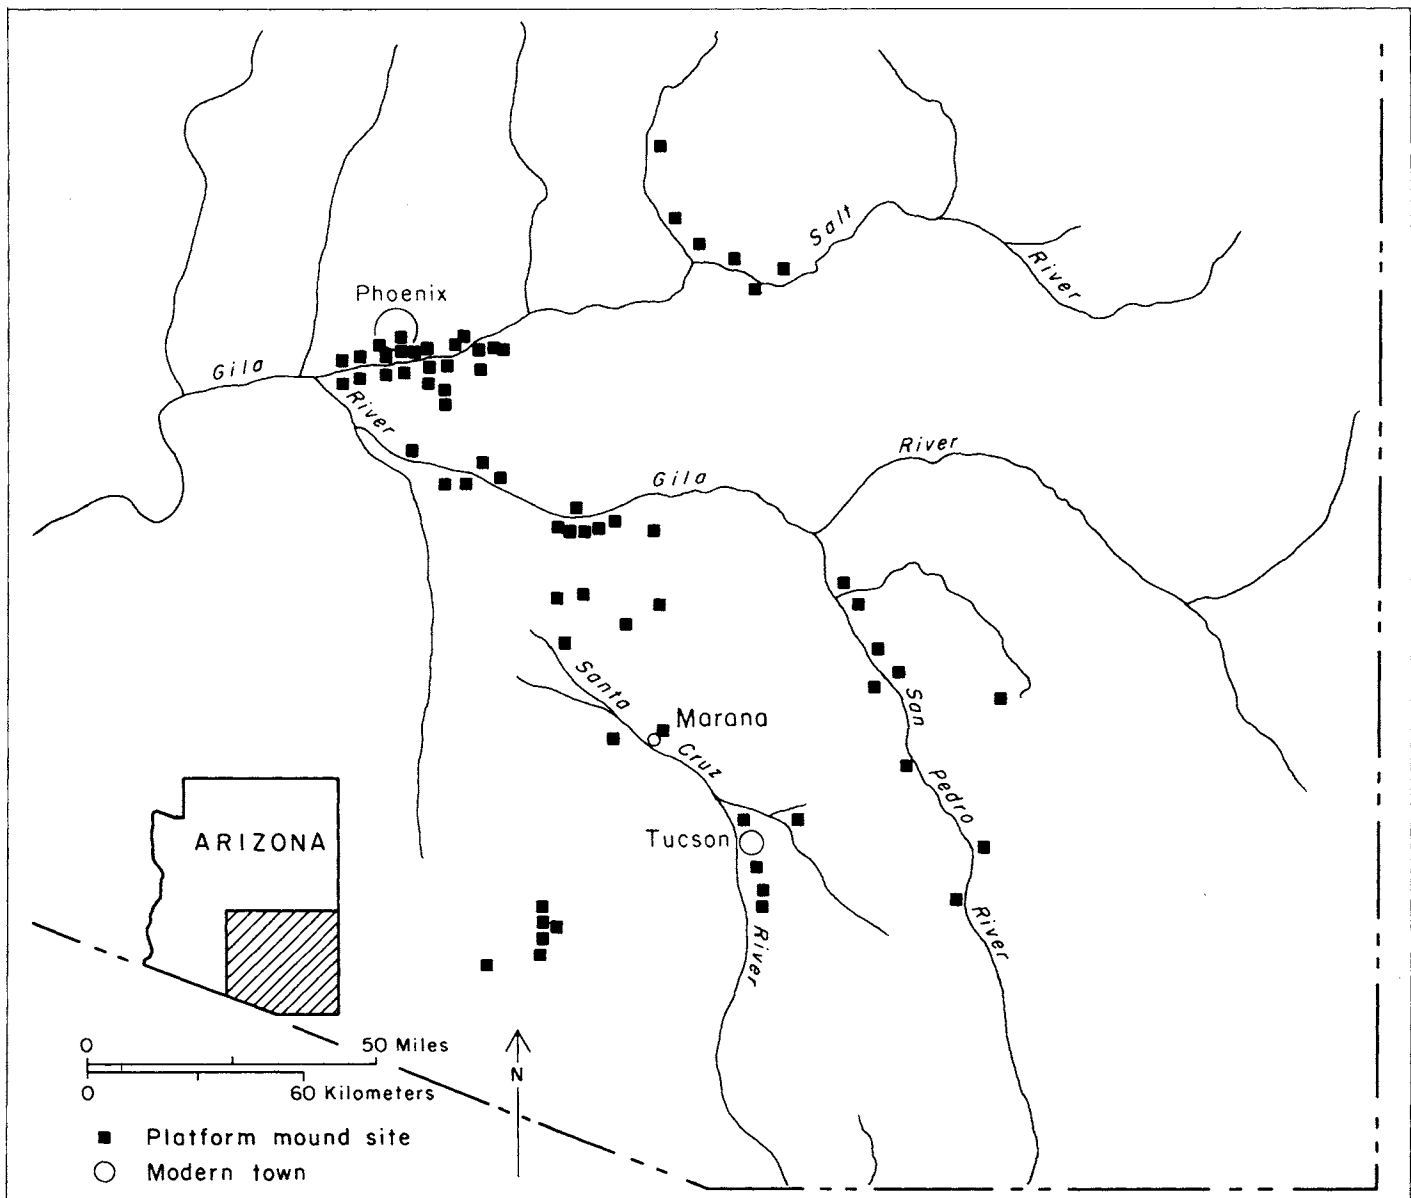 Salt
River
Phoenix
Gila
River
River
Gila
Santa
San
Marana
Cruz
Pedro
Tucson
ARIZONA
River
River
0 50 Miles
N
0 60 Kilometers
Platform mound site
Modern town